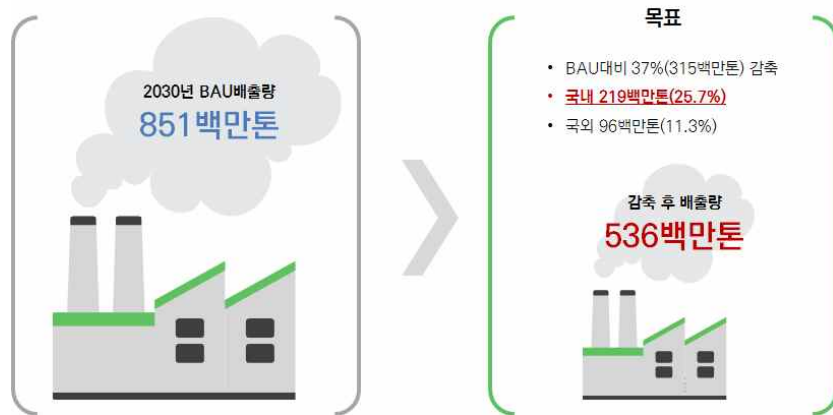 2030년 BAU배출량
851백만톤
목표
• BAU대비 37%(315백만톤) 감축
• 국내 219백만톤(25.7%)
• 국외 96백만톤(11.3%)
감축 후 배출량
536백만톤